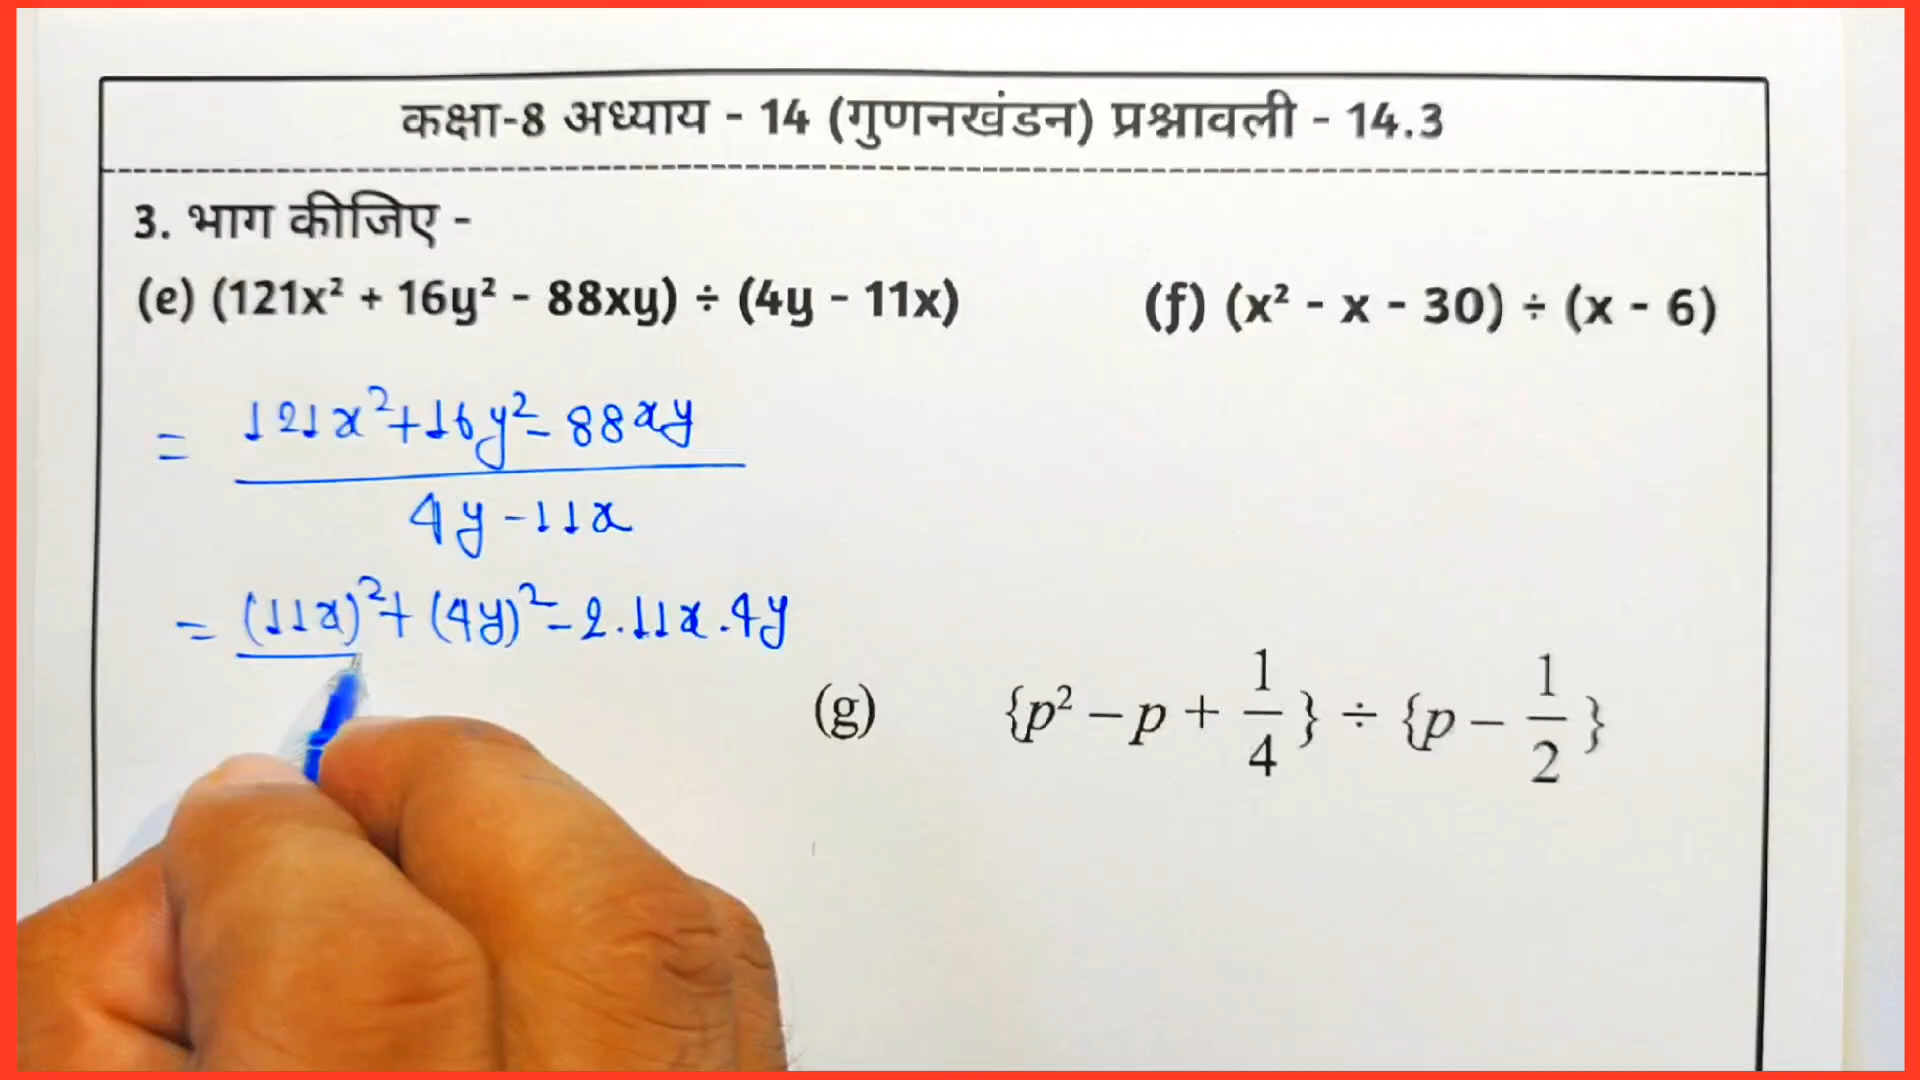 कक्षा-8 अध्याय - 14 (गुणनखंडन) प्रश्नावली - 14.3
3. भाग कीजिए -
(e) (121x² + 16y² - 88xy) ÷ (4y - 11x)
(f) (x² - x - 30) ÷ (x - 6)
= 121x²+16y²-88xy
4y-11x
= (11x)²+(4y)²-2.11x.4y
(g) {p² – p + 1/4} ÷ {p – 1/2}